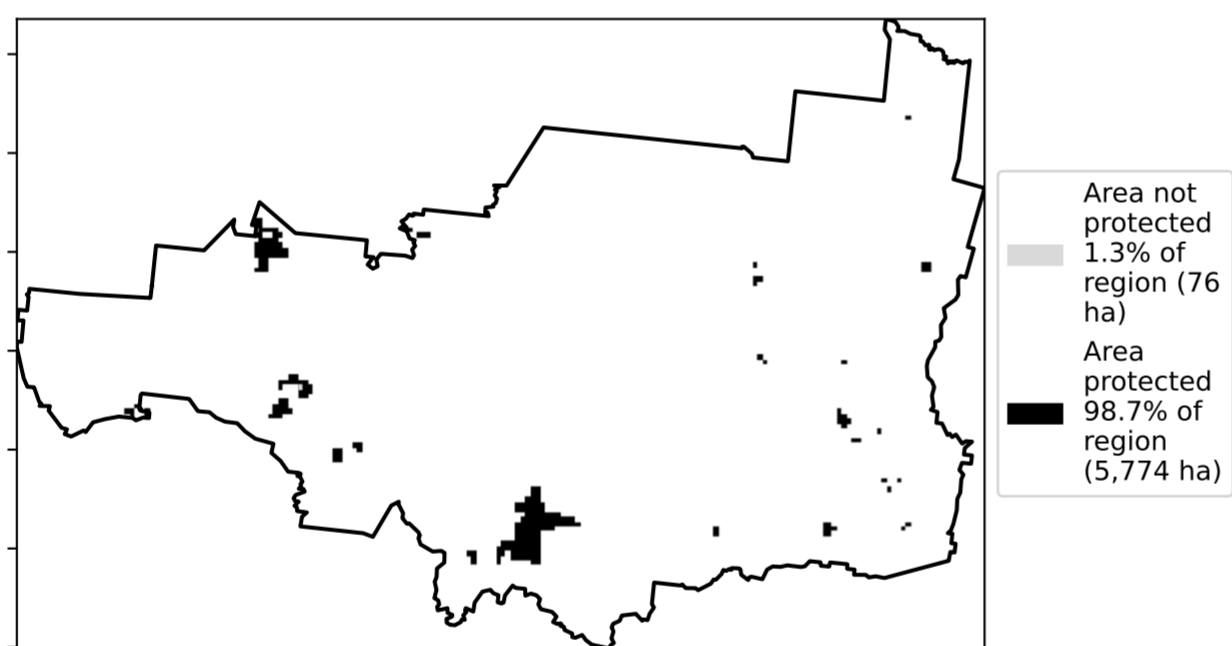 Area not
protected
1.3% of
region (76
ha)
Area
protected
98.7% of
region
(5,774 ha)